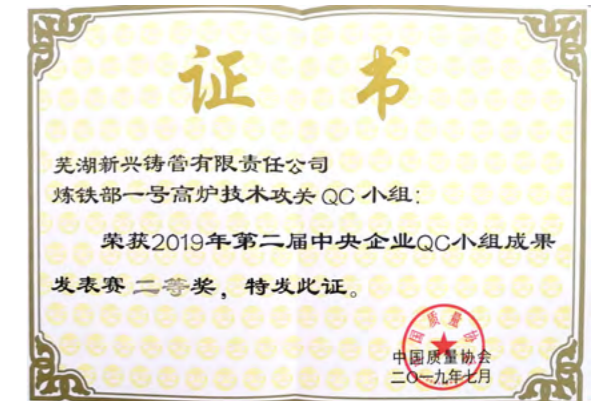 证 书
芜湖新兴铸管有限责任公司
炼铁部一号高炉技术攻关QC小组：
荣获2019年第二届中央企业QC小组成果
发表赛二等奖，特发此证。
中国质量协会
二〇一九年七月